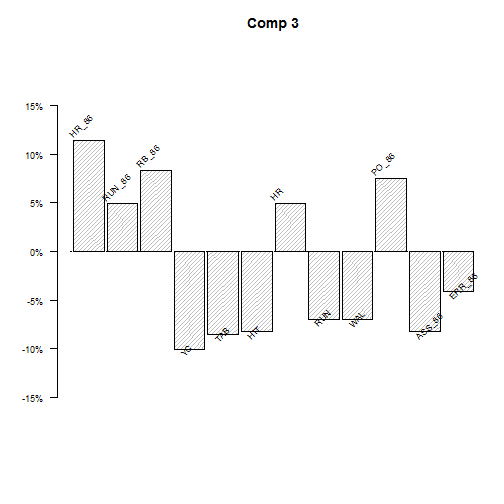 Comp 3
15%
10%
5%
0%
-5%
-10%
-15%
HR_86
RUN_86
RB_86
YC
TAB
HIT
HR
RUN
WAL
PO_86
ASS_86
ERR_86